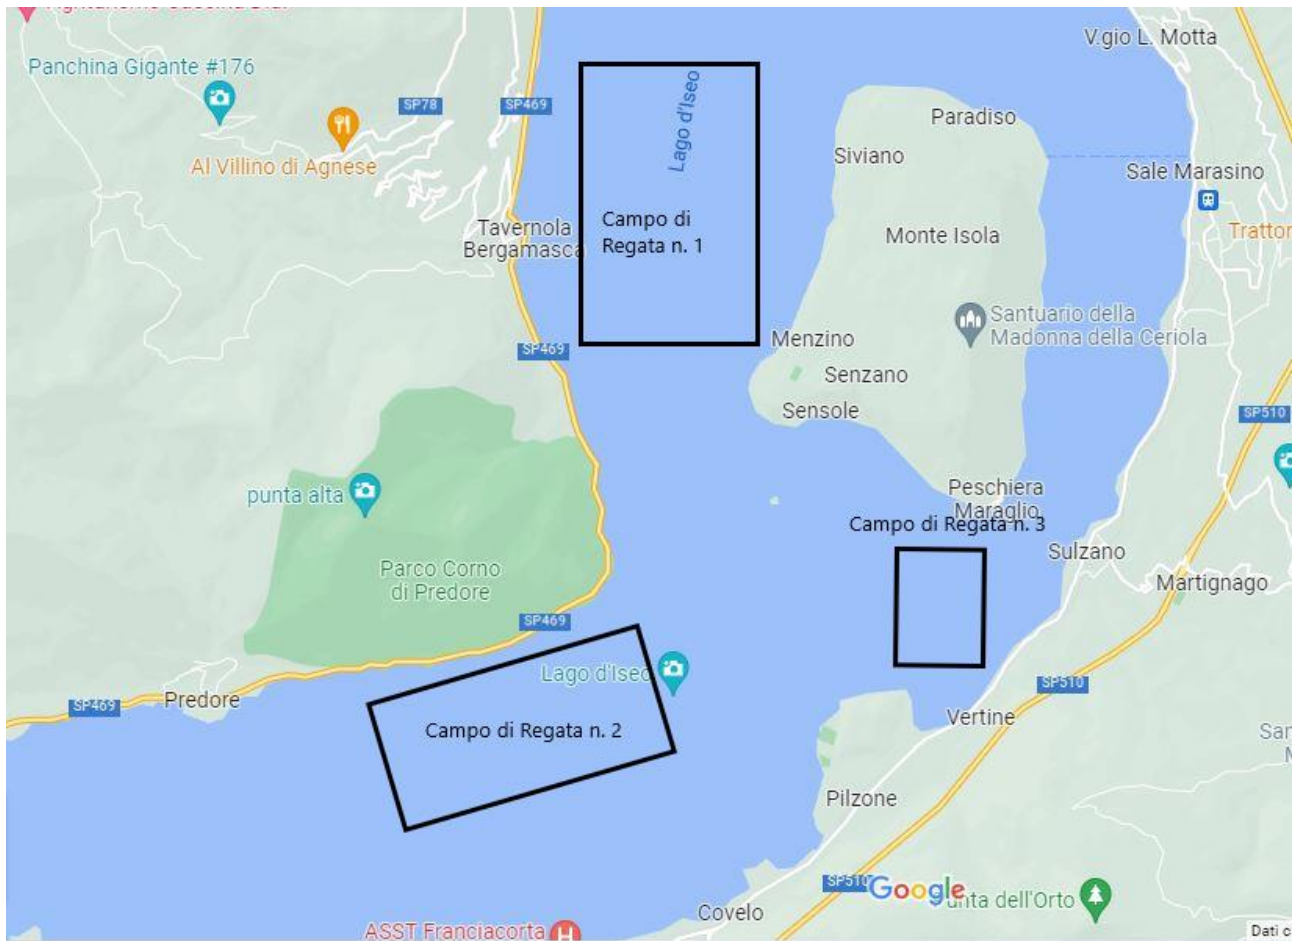 V.gio L. Motta
Panchina Gigante #176
SP78
SP469
Lago d'Iseo
Paradiso
Al Villino di Agnese
Siviano
Sale Marasino
Tavernola
Bergamasca
Campo di
Regata n. 1
Monte Isola
Santuario della
Madonna della Ceriola
Menzino
SP469
Senzano
Sensole
SP510
punta alta
Peschiera
Maraglio
Campo di Regata n. 3
Sulzano
Martignago
Parco Corno
di Predore
SP469
Lago d'Iseo
SP510
Predore
SP469
Campo di Regata n. 2
Vertine
Pilzone
SP510
Google
dell'Orto
Covelo
ASST Franciacorta
Dati